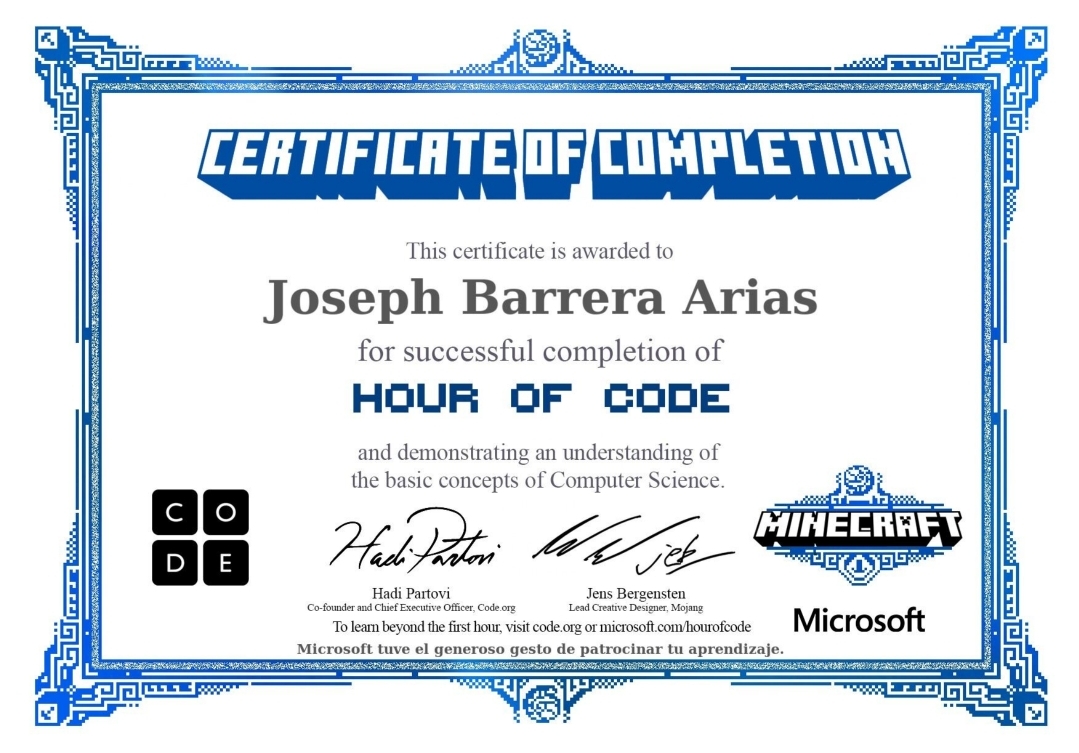 CERTIFICATE OF COMPLETION
This certificate is awarded to
Joseph Barrera Arias
for successful completion of
HOUR OF CODE
and demonstrating an understanding of
the basic concepts of Computer Science.
C O
D E
Hadi Partovi
jeb
MINECRAFT
Hadi Partovi
Co-founder and Chief Executive Officer, Code.org
Jens Bergensten
Lead Creative Designer, Mojang
Microsoft
To learn beyond the first hour, visit code.org or microsoft.com/hourofcode
Microsoft tuve el generoso gesto de patrocinar tu aprendizaje.